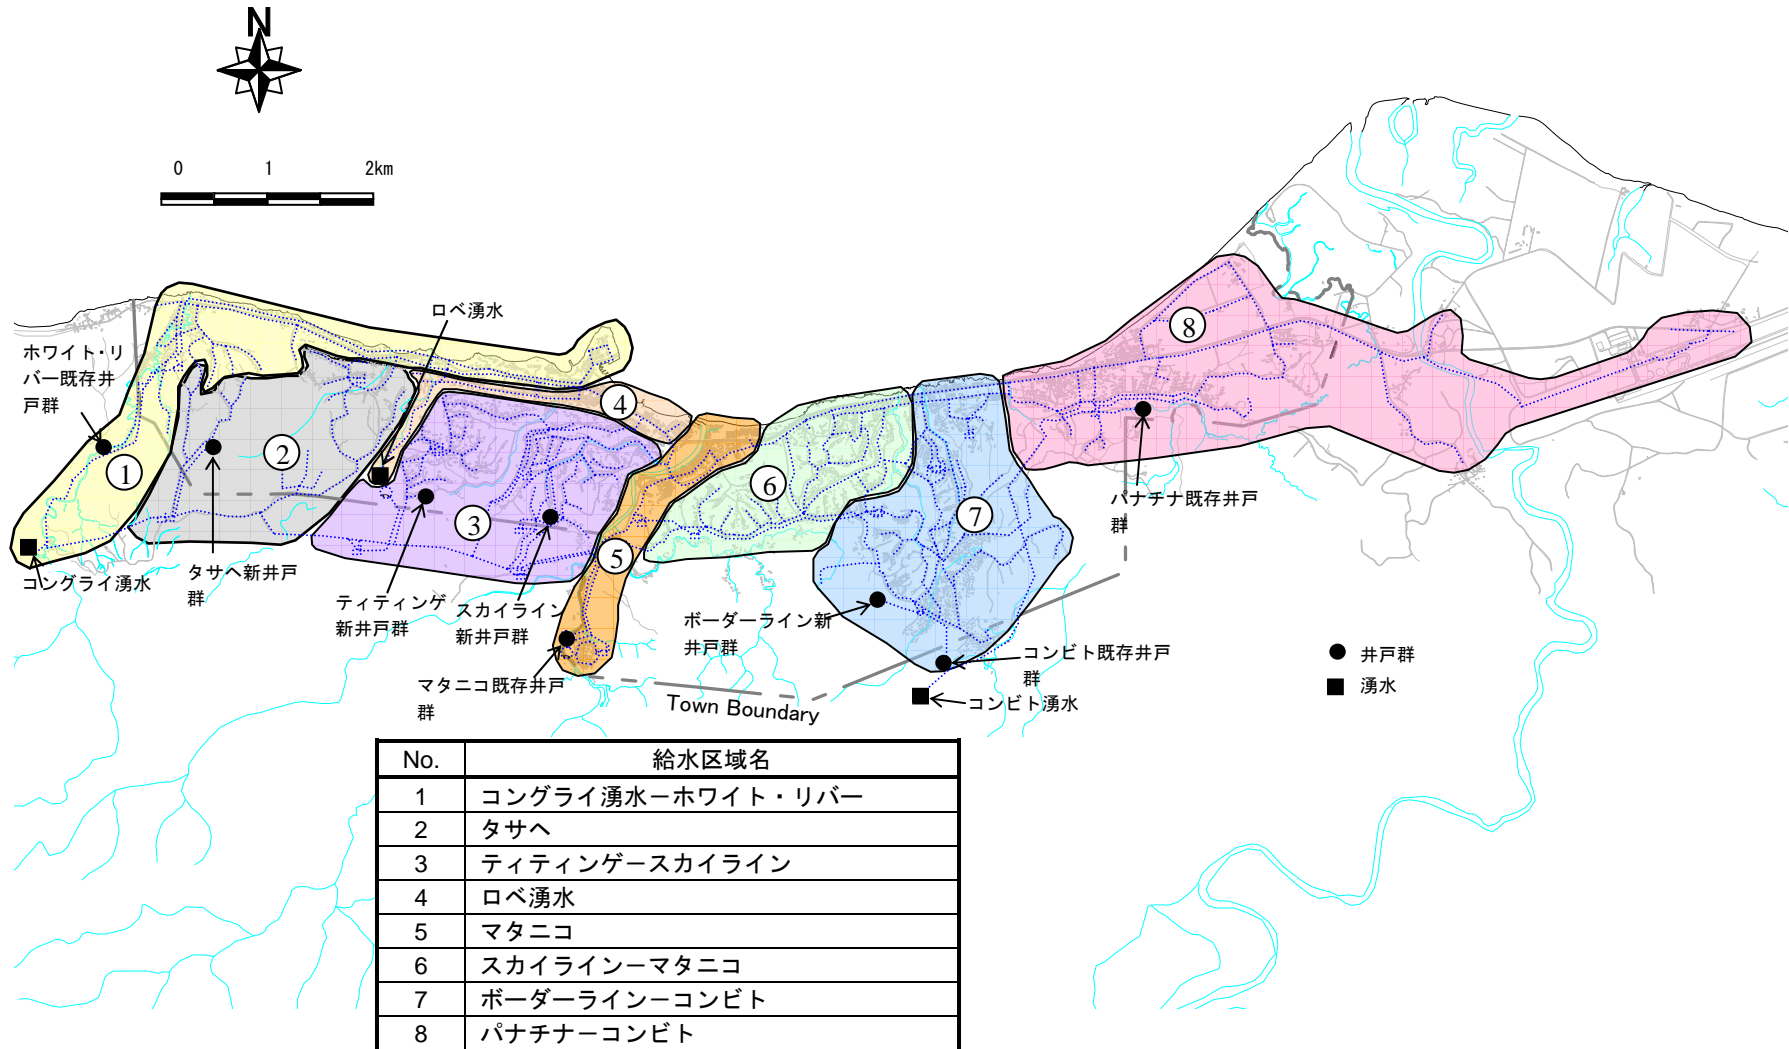 N
0 1 2km
ロベ湧水
ホワイト・リ
バー既存井
戸群
コングライ湧水
タサヘ新井戸
群
ティティンゲ
新井戸群
スカイライン
新井戸群
マタニコ既存井戸
群
ボーダーライン新
井戸群
コンビト既存井戸
群
コンビト湧水
パナチナ既存井戸
群
Town Boundary
1
2
3
4
5
6
7
8
井戸群
湧水
No. 給水区域名
1 コングライ湧水－ホワイト・リバー
2 タサヘ
3 ティティンゲ－スカイライン
4 ロベ湧水
5 マタニコ
6 スカイライン－マタニコ
7 ボーダーライン－コンビト
8 パナチナ－コンビト